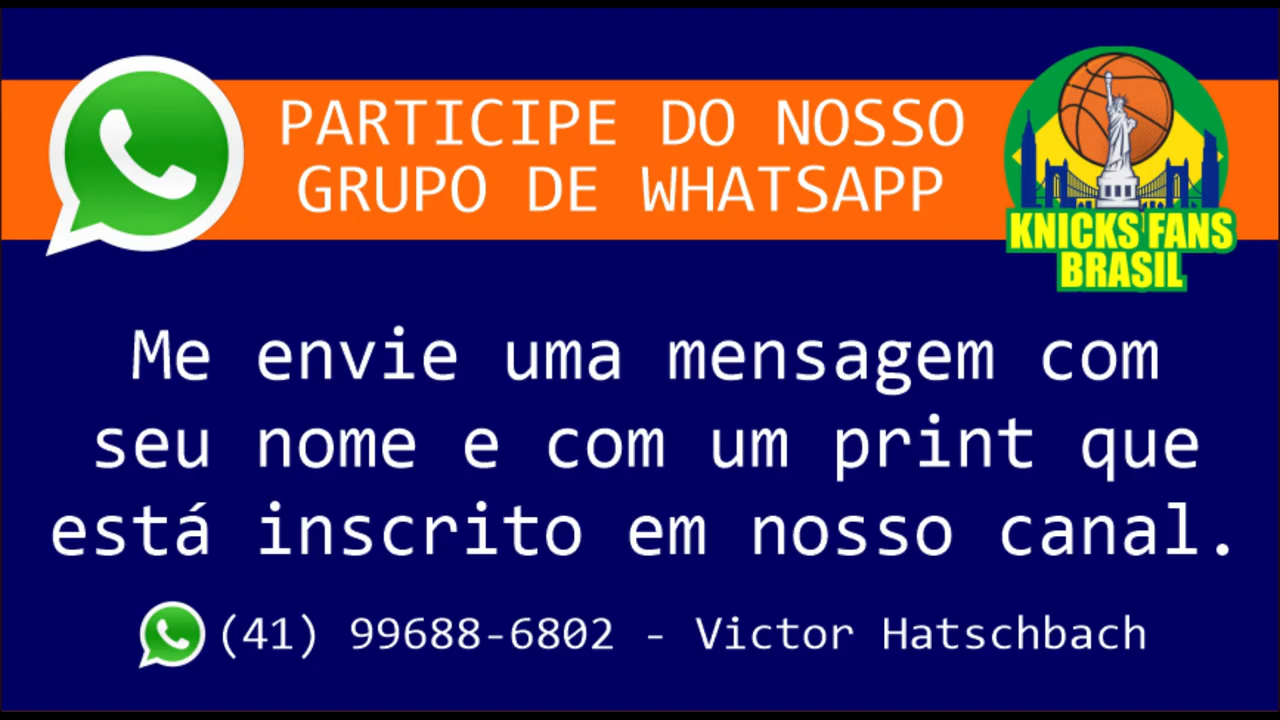 PARTICIPE DO NOSSO
GRUPO DE WHATSAPP
KNICKS FANS
BRASIL
Me envie uma mensagem com
seu nome e com um print que
está inscrito em nosso canal.
(41) 99688-6802 - Victor Hatschbach